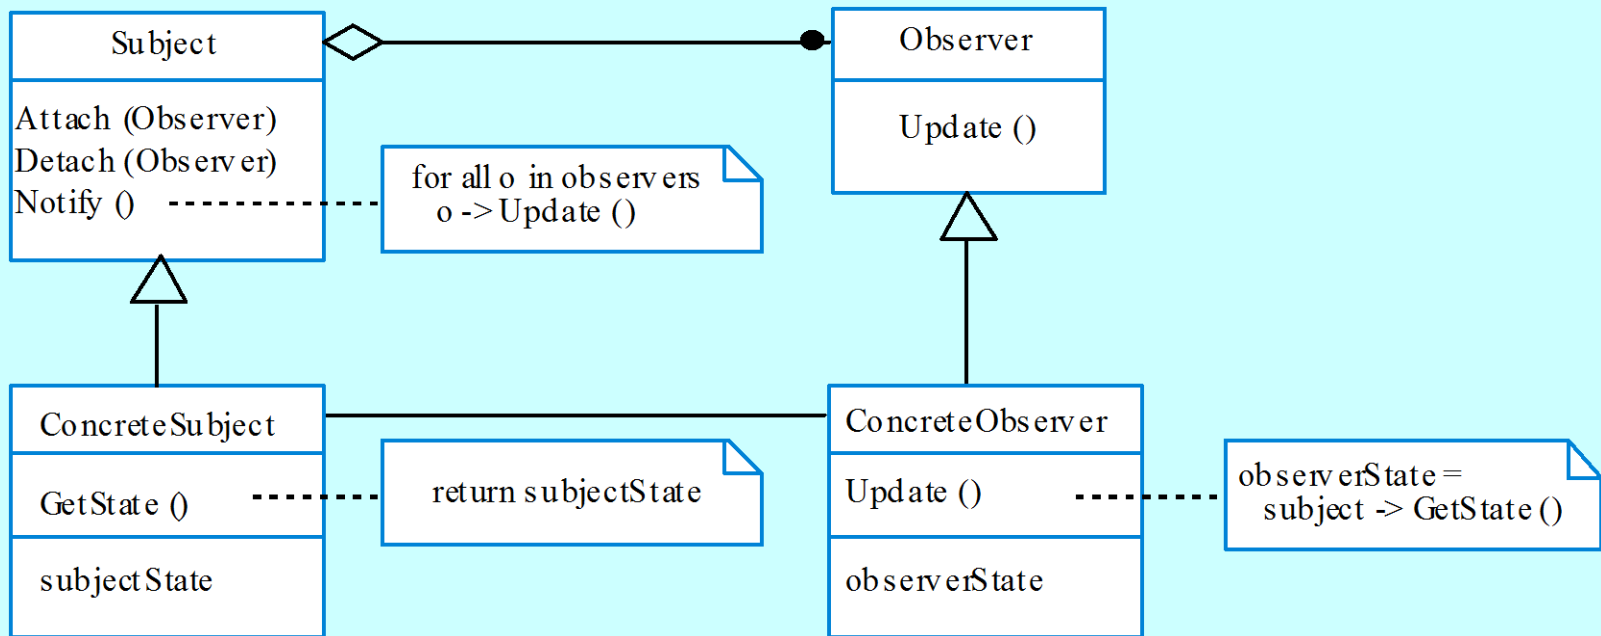 Subject
Attach (Observer)
Detach (Observer)
Notify ()
for all o in observers
o -> Update ()
Observer
Update ()
ConcreteSubject
GetState ()
subjectState
return subjectState
ConcreteObserver
Update ()
observerState
observerState =
subject -> GetState ()